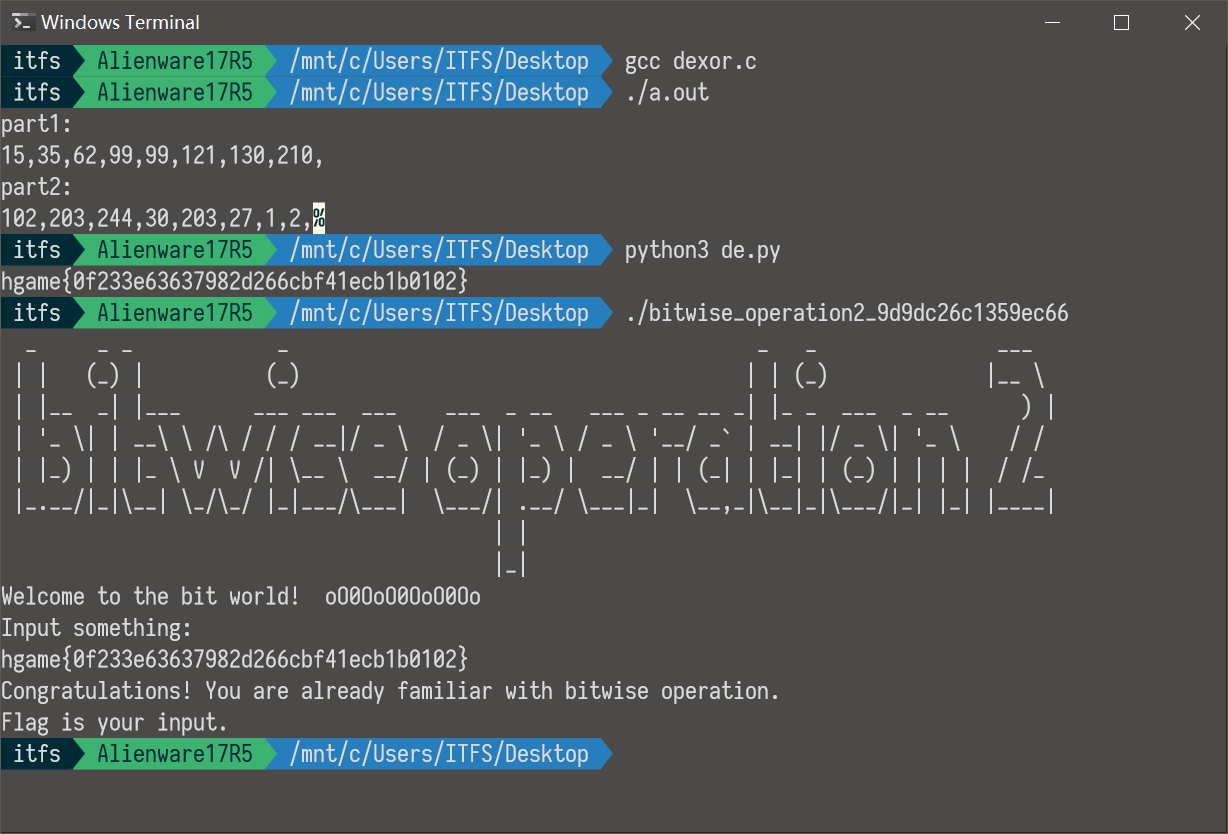 Windows Terminal
itfs Alienware17R5 /mnt/c/Users/ITFS/Desktop gcc dexor.c
itfs Alienware17R5 /mnt/c/Users/ITFS/Desktop ./a.out
part1:
15,35,62,99,99,121,130,210,
part2:
102,203,244,30,203,27,1,2,%
itfs Alienware17R5 /mnt/c/Users/ITFS/Desktop python3 de.py
hgame{0f233e63637982d266cbf41ecb1b0102}
itfs Alienware17R5 /mnt/c/Users/ITFS/Desktop ./bitwise_operation2_9d9dc26c1359ec66
bitwise operation 2
Welcome to the bit world!  oO0OoO0OoO0Oo
Input something:
hgame{0f233e63637982d266cbf41ecb1b0102}
Congratulations! You are already familiar with bitwise operation.
Flag is your input.
itfs Alienware17R5 /mnt/c/Users/ITFS/Desktop